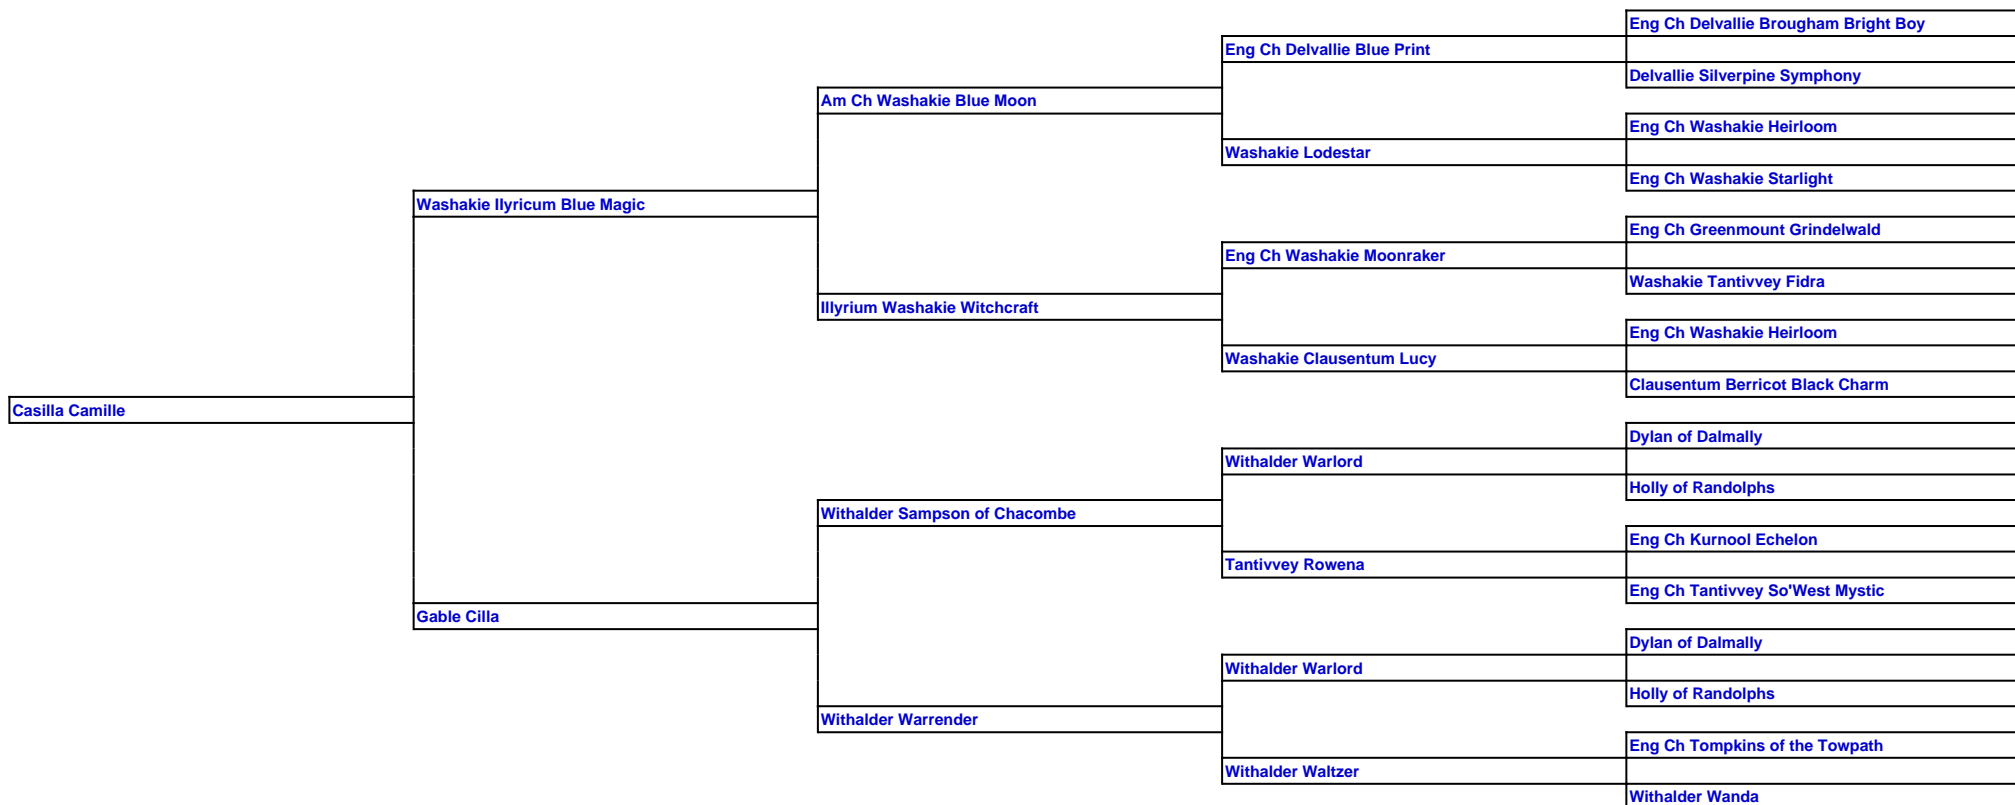 Eng Ch Delvallie Brougham Bright Boy
Eng Ch Delvallie Blue Print
Delvallie Silverpine Symphony
Am Ch Washakie Blue Moon
Eng Ch Washakie Heirloom
Washakie Lodestar
Eng Ch Washakie Starlight
Washakie Ilyricum Blue Magic
Eng Ch Greenmount Grindelwald
Eng Ch Washakie Moonraker
Washakie Tantivvey Fidra
Illyrium Washakie Witchcraft
Eng Ch Washakie Heirloom
Washakie Clausentum Lucy
Clausentum Berricot Black Charm
Casilla Camille
Dylan of Dalmally
Withalder Warlord
Holly of Randolphs
Withalder Sampson of Chacombe
Eng Ch Kurnool Echelon
Tantivvey Rowena
Eng Ch Tantivvey So'West Mystic
Gable Cilla
Dylan of Dalmally
Withalder Warlord
Holly of Randolphs
Withalder Warrender
Eng Ch Tompkins of the Towpath
Withalder Waltzer
Withalder Wanda